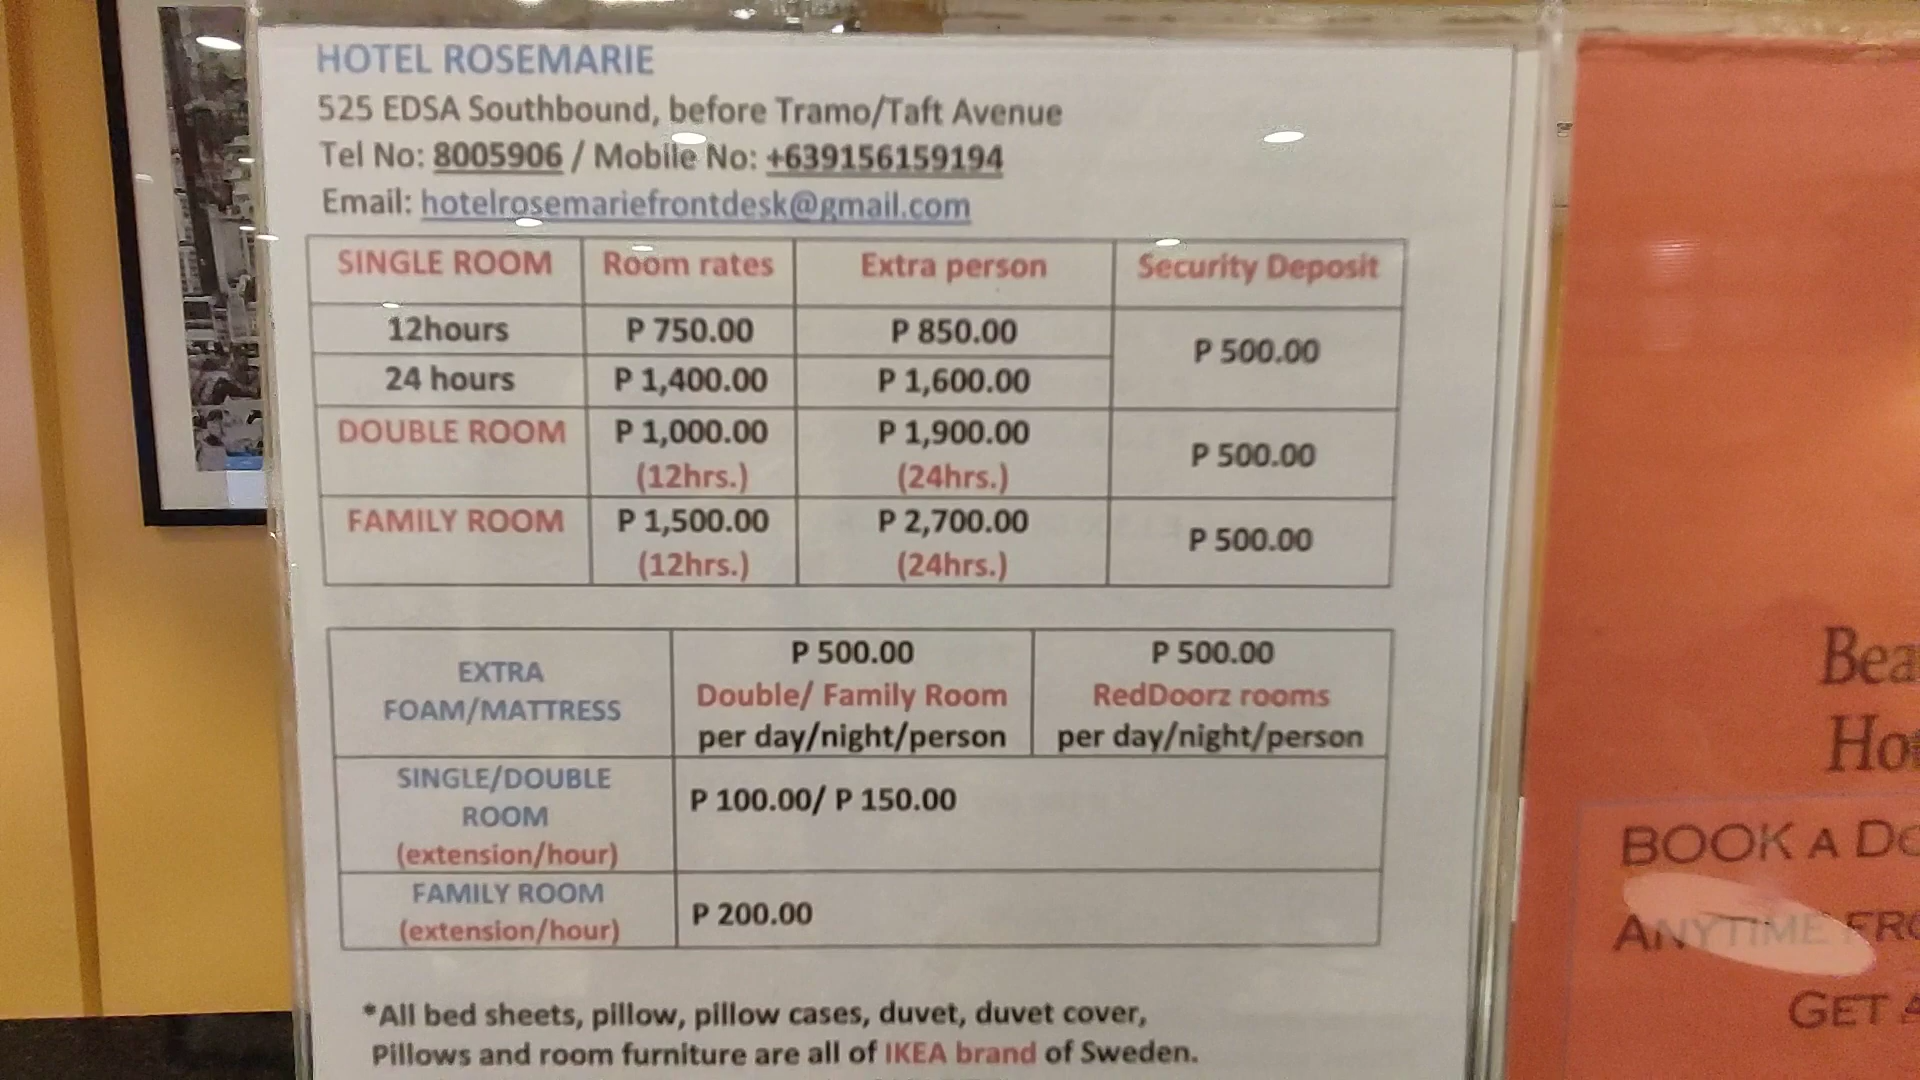 HOTEL ROSEMARIE
525 EDSA Southbound, before Tramo/Taft Avenue
Tel No: 8005906 / Mobile No: +639156159194
Email: hotelrosemariefrontdesk@gmail.com
SINGLE ROOM Room rates Extra person Security Deposit
12hours P 750.00 P 850.00 P 500.00
24 hours P 1,400.00 P 1,600.00
DOUBLE ROOM P 1,000.00 P 1,900.00 P 500.00
(12hrs.) (24hrs.)
FAMILY ROOM P 1,500.00 P 2,700.00 P 500.00
(12hrs.) (24hrs.)
EXTRA
FOAM/MATTRESS
P 500.00
Double/ Family Room
per day/night/person
P 500.00
RedDoorz rooms
per day/night/person
SINGLE/DOUBLE
ROOM
(extension/hour)
P 100.00/ P 150.00
FAMILY ROOM
(extension/hour)
P 200.00
*All bed sheets, pillow, pillow cases, duvet, duvet cover,
Pillows and room furniture are all of IKEA brand of Sweden.
BOOK A
ANYTIME
GET